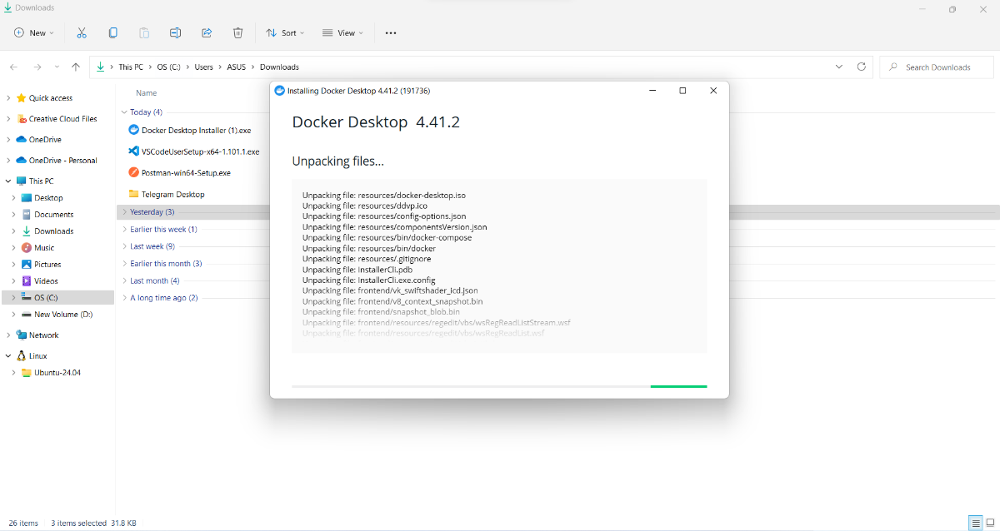 Downloads
New
Sort
View
This PC > OS (C:) > Users > ASUS > Downloads
Search Downloads
Quick access
Creative Cloud Files
OneDrive
OneDrive - Personal
This PC
Desktop
Documents
Downloads
Music
Pictures
Videos
OS (C:)
New Volume (D:)
Network
Linux
Ubuntu-24.04
Name
Today (4)
Docker Desktop Installer (1).exe
VSCodeUserSetup-x64-1.101.1.exe
Postman-win64-Setup.exe
Telegram Desktop
Yesterday (3)
Earlier this week (1)
Last week (9)
Earlier this month (3)
Last month (4)
A long time ago (2)
Installing Docker Desktop 4.41.2 (191736)
Docker Desktop 4.41.2
Unpacking files...
Unpacking file: resources/docker-desktop.iso
Unpacking file: resources/ddvp.ico
Unpacking file: resources/config-options.json
Unpacking file: resources/componentsVersion.json
Unpacking file: resources/bin/docker-compose
Unpacking file: resources/bin/docker
Unpacking file: resources/.gitignore
Unpacking file: InstallerCli.pdb
Unpacking file: InstallerCli.exe.config
Unpacking file: frontend/vk_swiftshader_icd.json
Unpacking file: frontend/v8_context_snapshot.bin
Unpacking file: frontend/snapshot_blob.bin
Unpacking file: frontend/resources/regedit/vbs/wsRegReadListStream.wsf
Unpacking file: frontend/resources/regedit/vbs/wsRegReadList.wsf
26 items
3 items selected 31.8 KB